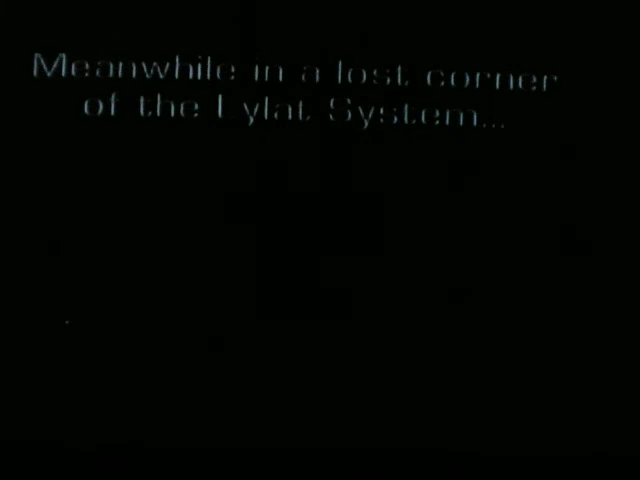 Meanwhile in a lost corner
of the Lylat System...